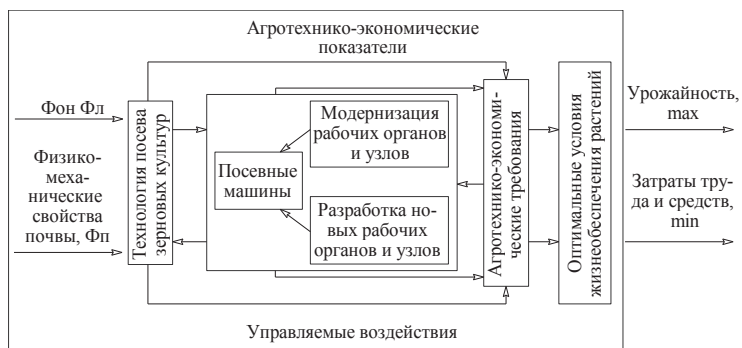 Агротехнико-экономические
показатели
Фон Фл
Физико-
меха-
нические
свойства
почвы, Фп
Технология посева
зерновых культур
Посевные
машины
Модернизация
рабочих органов
и узлов
Разработка но-
вых рабочих
органов и узлов
Агротехнико-экономи-
ческие требования
Оптимальные условия
жизнеобеспечения растений
Урожайность,
max
Затраты тру-
да и средств,
min
Управляемые воздействия